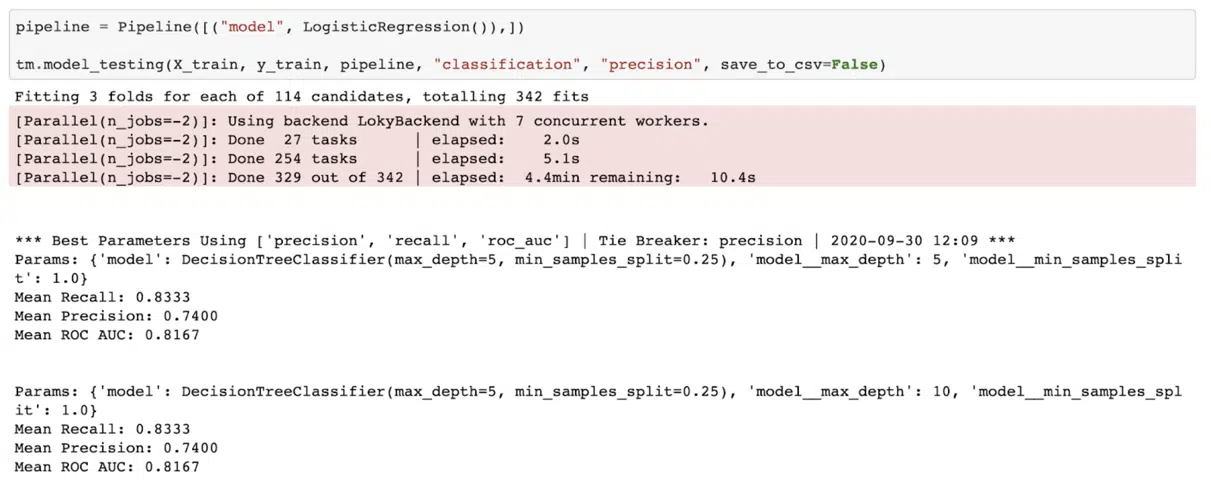 pipeline = Pipeline([("model", LogisticRegression()),])
tm.model_testing(X_train, y_train, pipeline, "classification", "precision", save_to_csv=False)
Fitting 3 folds for each of 114 candidates, totalling 342 fits
[Parallel(n_jobs=-2)]: Using backend LokyBackend with 7 concurrent workers.
[Parallel(n_jobs=-2)]: Done  27 tasks      | elapsed:    2.0s
[Parallel(n_jobs=-2)]: Done 254 tasks      | elapsed:    5.1s
[Parallel(n_jobs=-2)]: Done 329 out of 342 | elapsed:  4.4min remaining:   10.4s
*** Best Parameters Using ['precision', 'recall', 'roc_auc'] | Tie Breaker: precision | 2020-09-30 12:09 ***
Params: {'model': DecisionTreeClassifier(max_depth=5, min_samples_split=0.25), 'model__max_depth': 5, 'model__min_samples_spli
t': 1.0}
Mean Recall: 0.8333
Mean Precision: 0.7400
Mean ROC AUC: 0.8167
Params: {'model': DecisionTreeClassifier(max_depth=5, min_samples_split=0.25), 'model__max_depth': 10, 'model__min_samples_spl
it': 1.0}
Mean Recall: 0.8333
Mean Precision: 0.7400
Mean ROC AUC: 0.8167